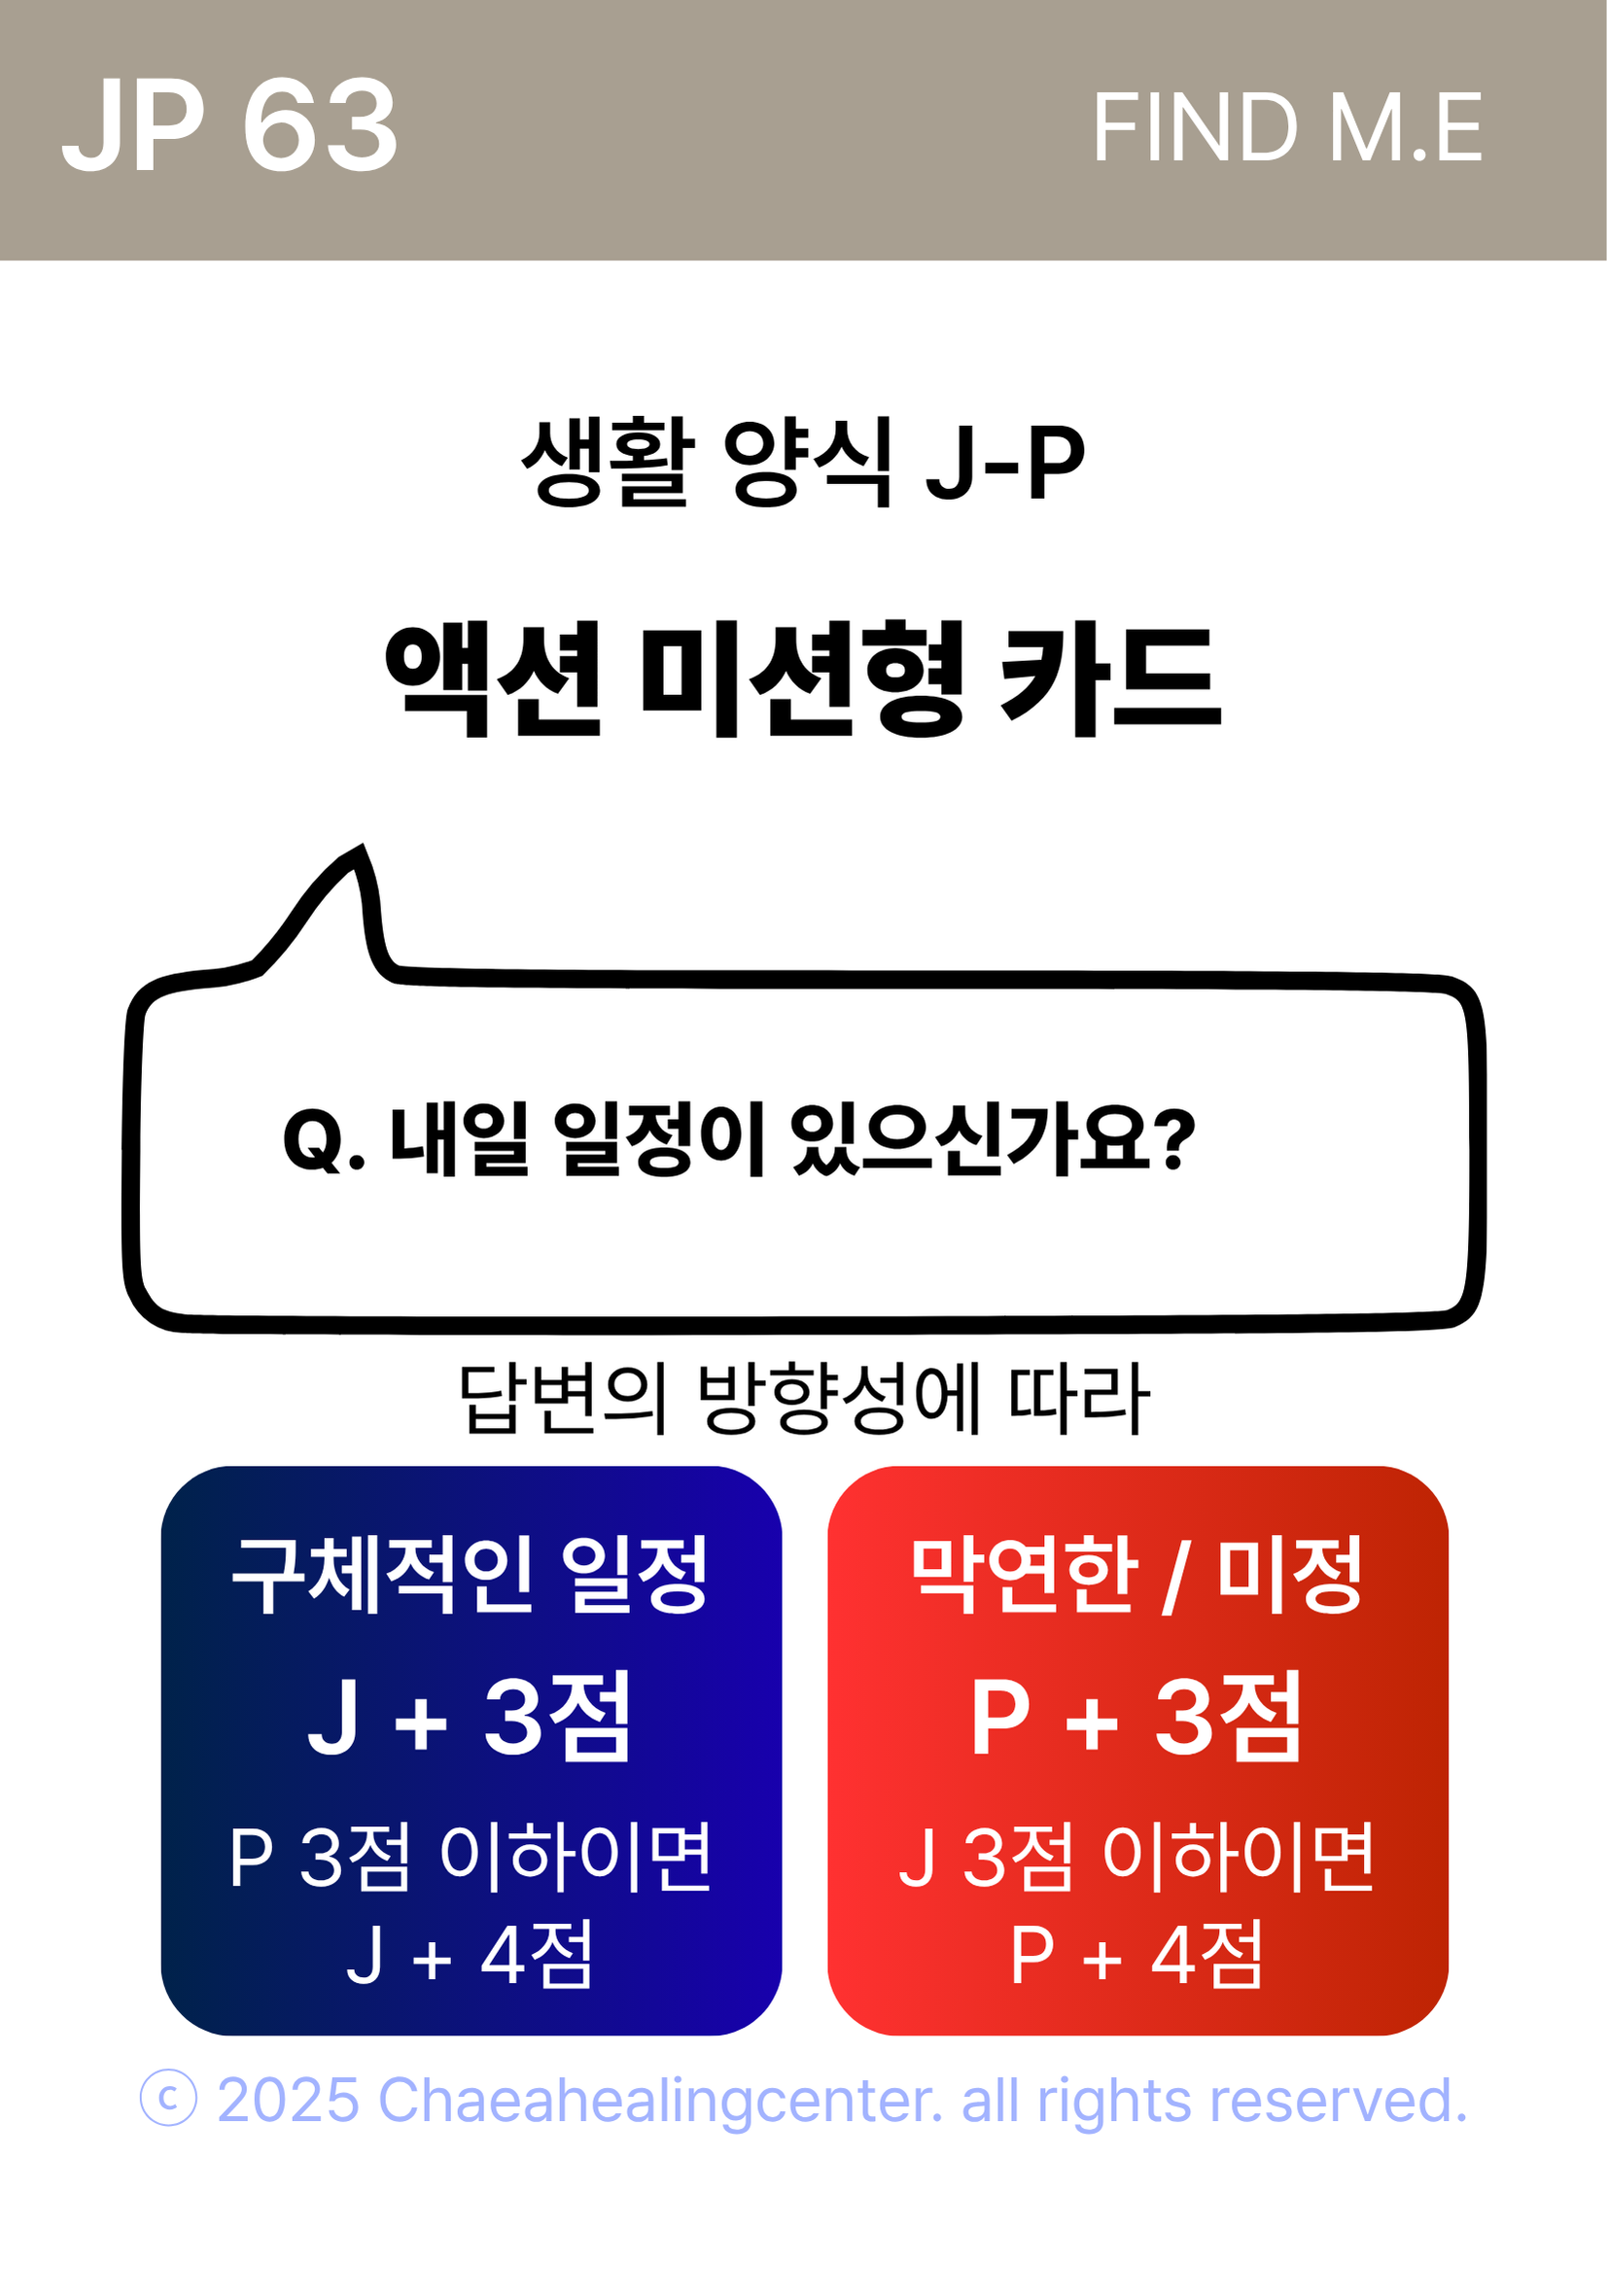 JP 63
FIND M.E
생활 양식 J-P
액션 미션형 카드
Q. 내일 일정이 있으신가요?
답변의 방향성에 따라
구체적인 일정
J + 3점
P 3점 이하이면
J + 4점
막연한 / 미정
P + 3점
J 3점 이하이면
P + 4점
ⓒ 2025 Chaeahealingcenter. all rights reserved.